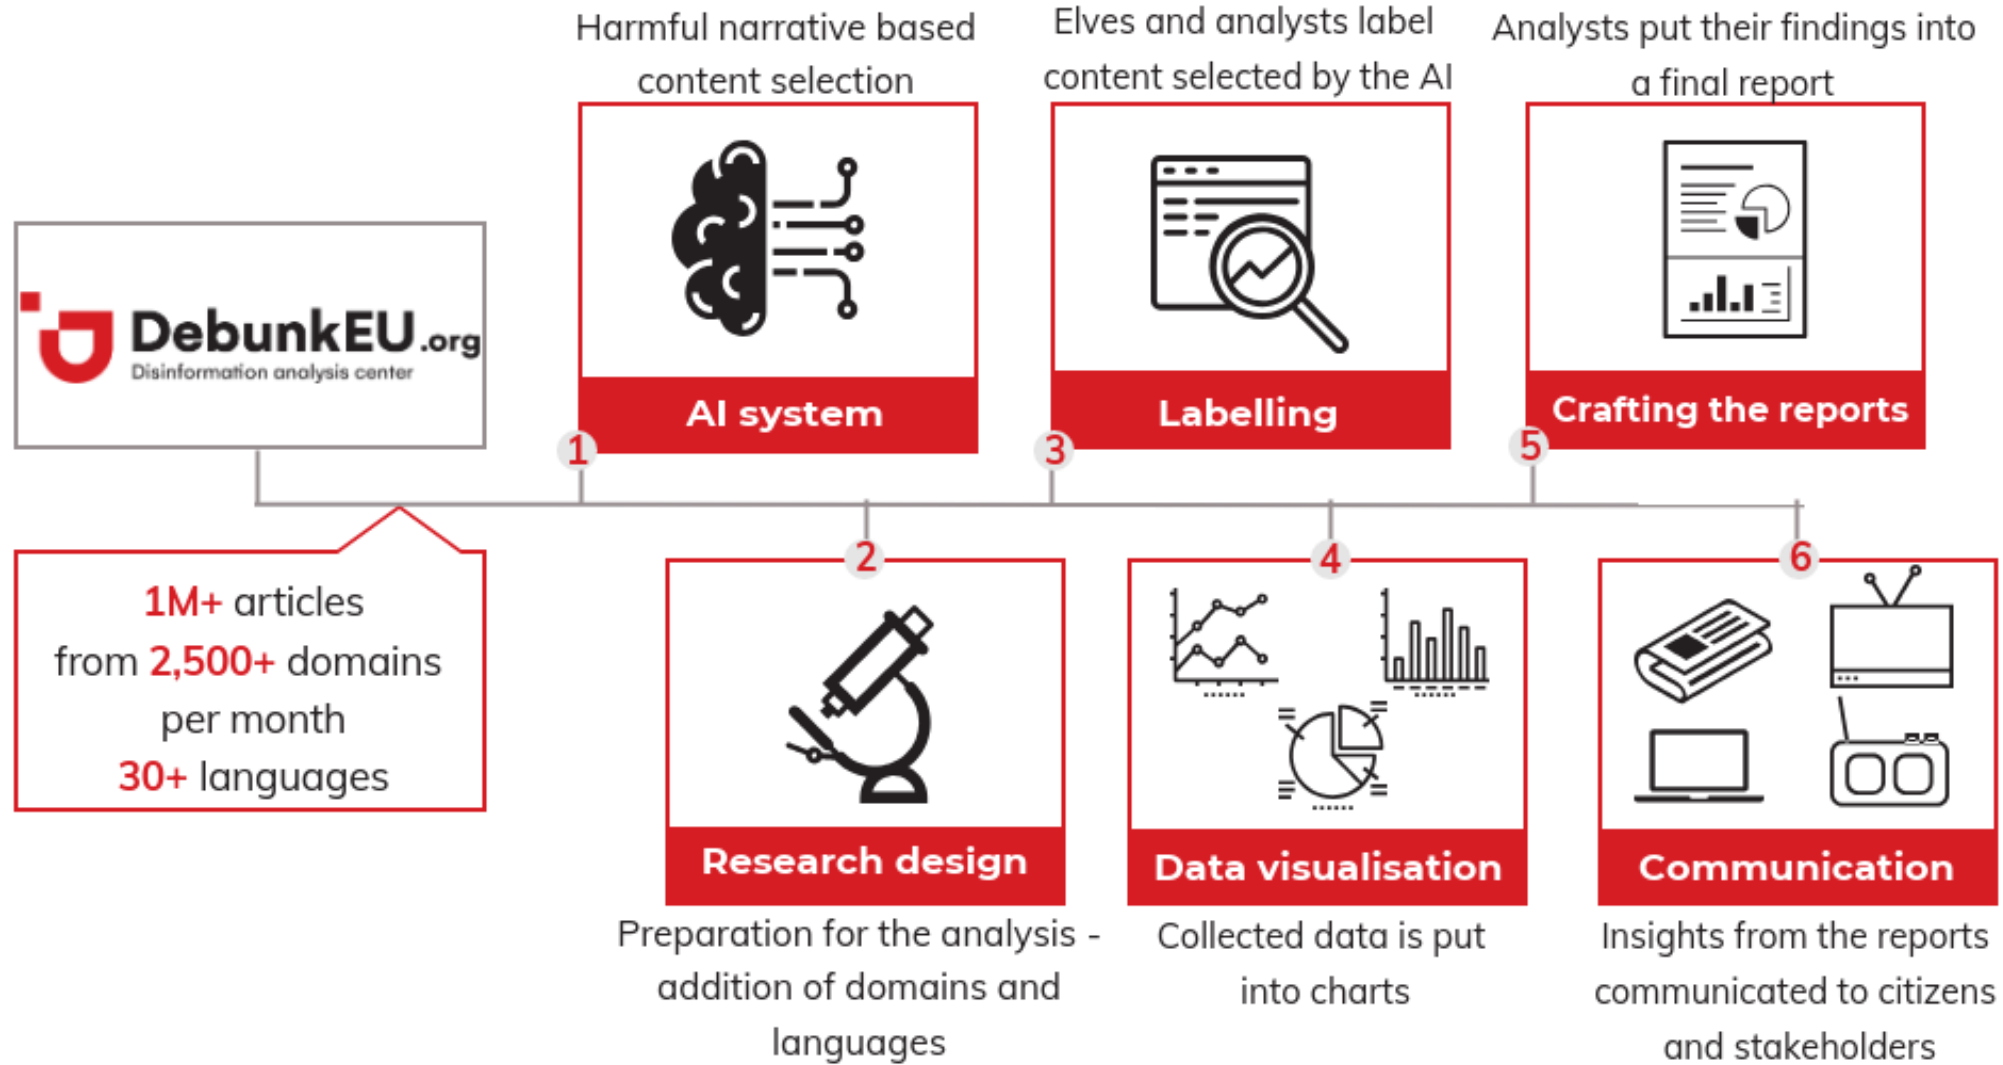 DebunkEU.org
Disinformation analysis center
1M+ articles
from 2,500+ domains
per month
30+ languages
Harmful narrative based
content selection
AI system
1
2
Research design
Preparation for the analysis -
addition of domains and
languages
Elves and analysts label
content selected by the AI
Labelling
3
4
Data visualisation
Collected data is put
into charts
Analysts put their findings into
a final report
Crafting the reports
5
6
Communication
Insights from the reports
communicated to citizens
and stakeholders